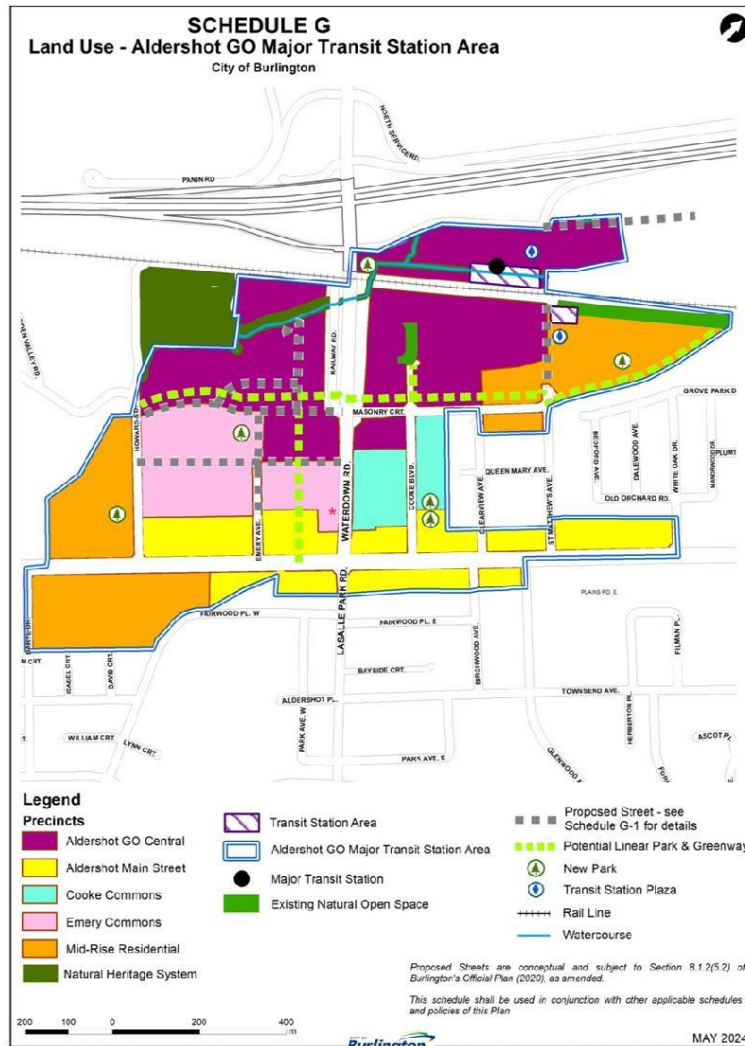 SCHEDULE G
Land Use - Aldershot GO Major Transit Station Area
City of Burlington
NORTH SERVICE RD.
PANIN RD
RAILWAY RD.
HOWARD RD.
MASONRY CRT.
GROVE PARK D
WATERDOWN RD.
COOKE BLVD.
QUEEN MARY AVE.
CLEARVIEW AVE.
ST MATTHEW'S AVE.
BEDFORD AVE.
DALEWOOD AVE.
WHITE OAK DR.
PLUMT
OLD ORCHARD RD.
EMERY AVE.
PLAINS RD. E.
LASALLE PARK RD.
FAIRWOOD PL. W
FAIRWOOD PL. E
BIRCHWOOD AVE.
FILMAN PL.
ISABEL CRT.
DAVID CRT.
BAYSIDE CRT.
ALDERSHOT PL.
TOWNSEND AVE.
HERBERTON PL.
WILLIAM CRT.
LYNN CRT.
PARK AVE. W
PARK AVE. E
ASCOT PL.
Legend
Precincts
Aldershot GO Central
Aldershot Main Street
Cooke Commons
Emery Commons
Mid-Rise Residential
Natural Heritage System
Transit Station Area
Aldershot GO Major Transit Station Area
Major Transit Station
Existing Natural Open Space
Proposed Street - see
Schedule G-1 for details
Potential Linear Park & Greenway
New Park
Transit Station Plaza
Rail Line
Watercourse
Proposed Streets are conceptual and subject to Section 8.1.2(5.2) of
Burlington's Official Plan (2020), as amended.
This schedule shall be used in conjunction with other applicable schedules
and policies of this Plan
200 100 0 200 400
m
Burlington
MAY 2024